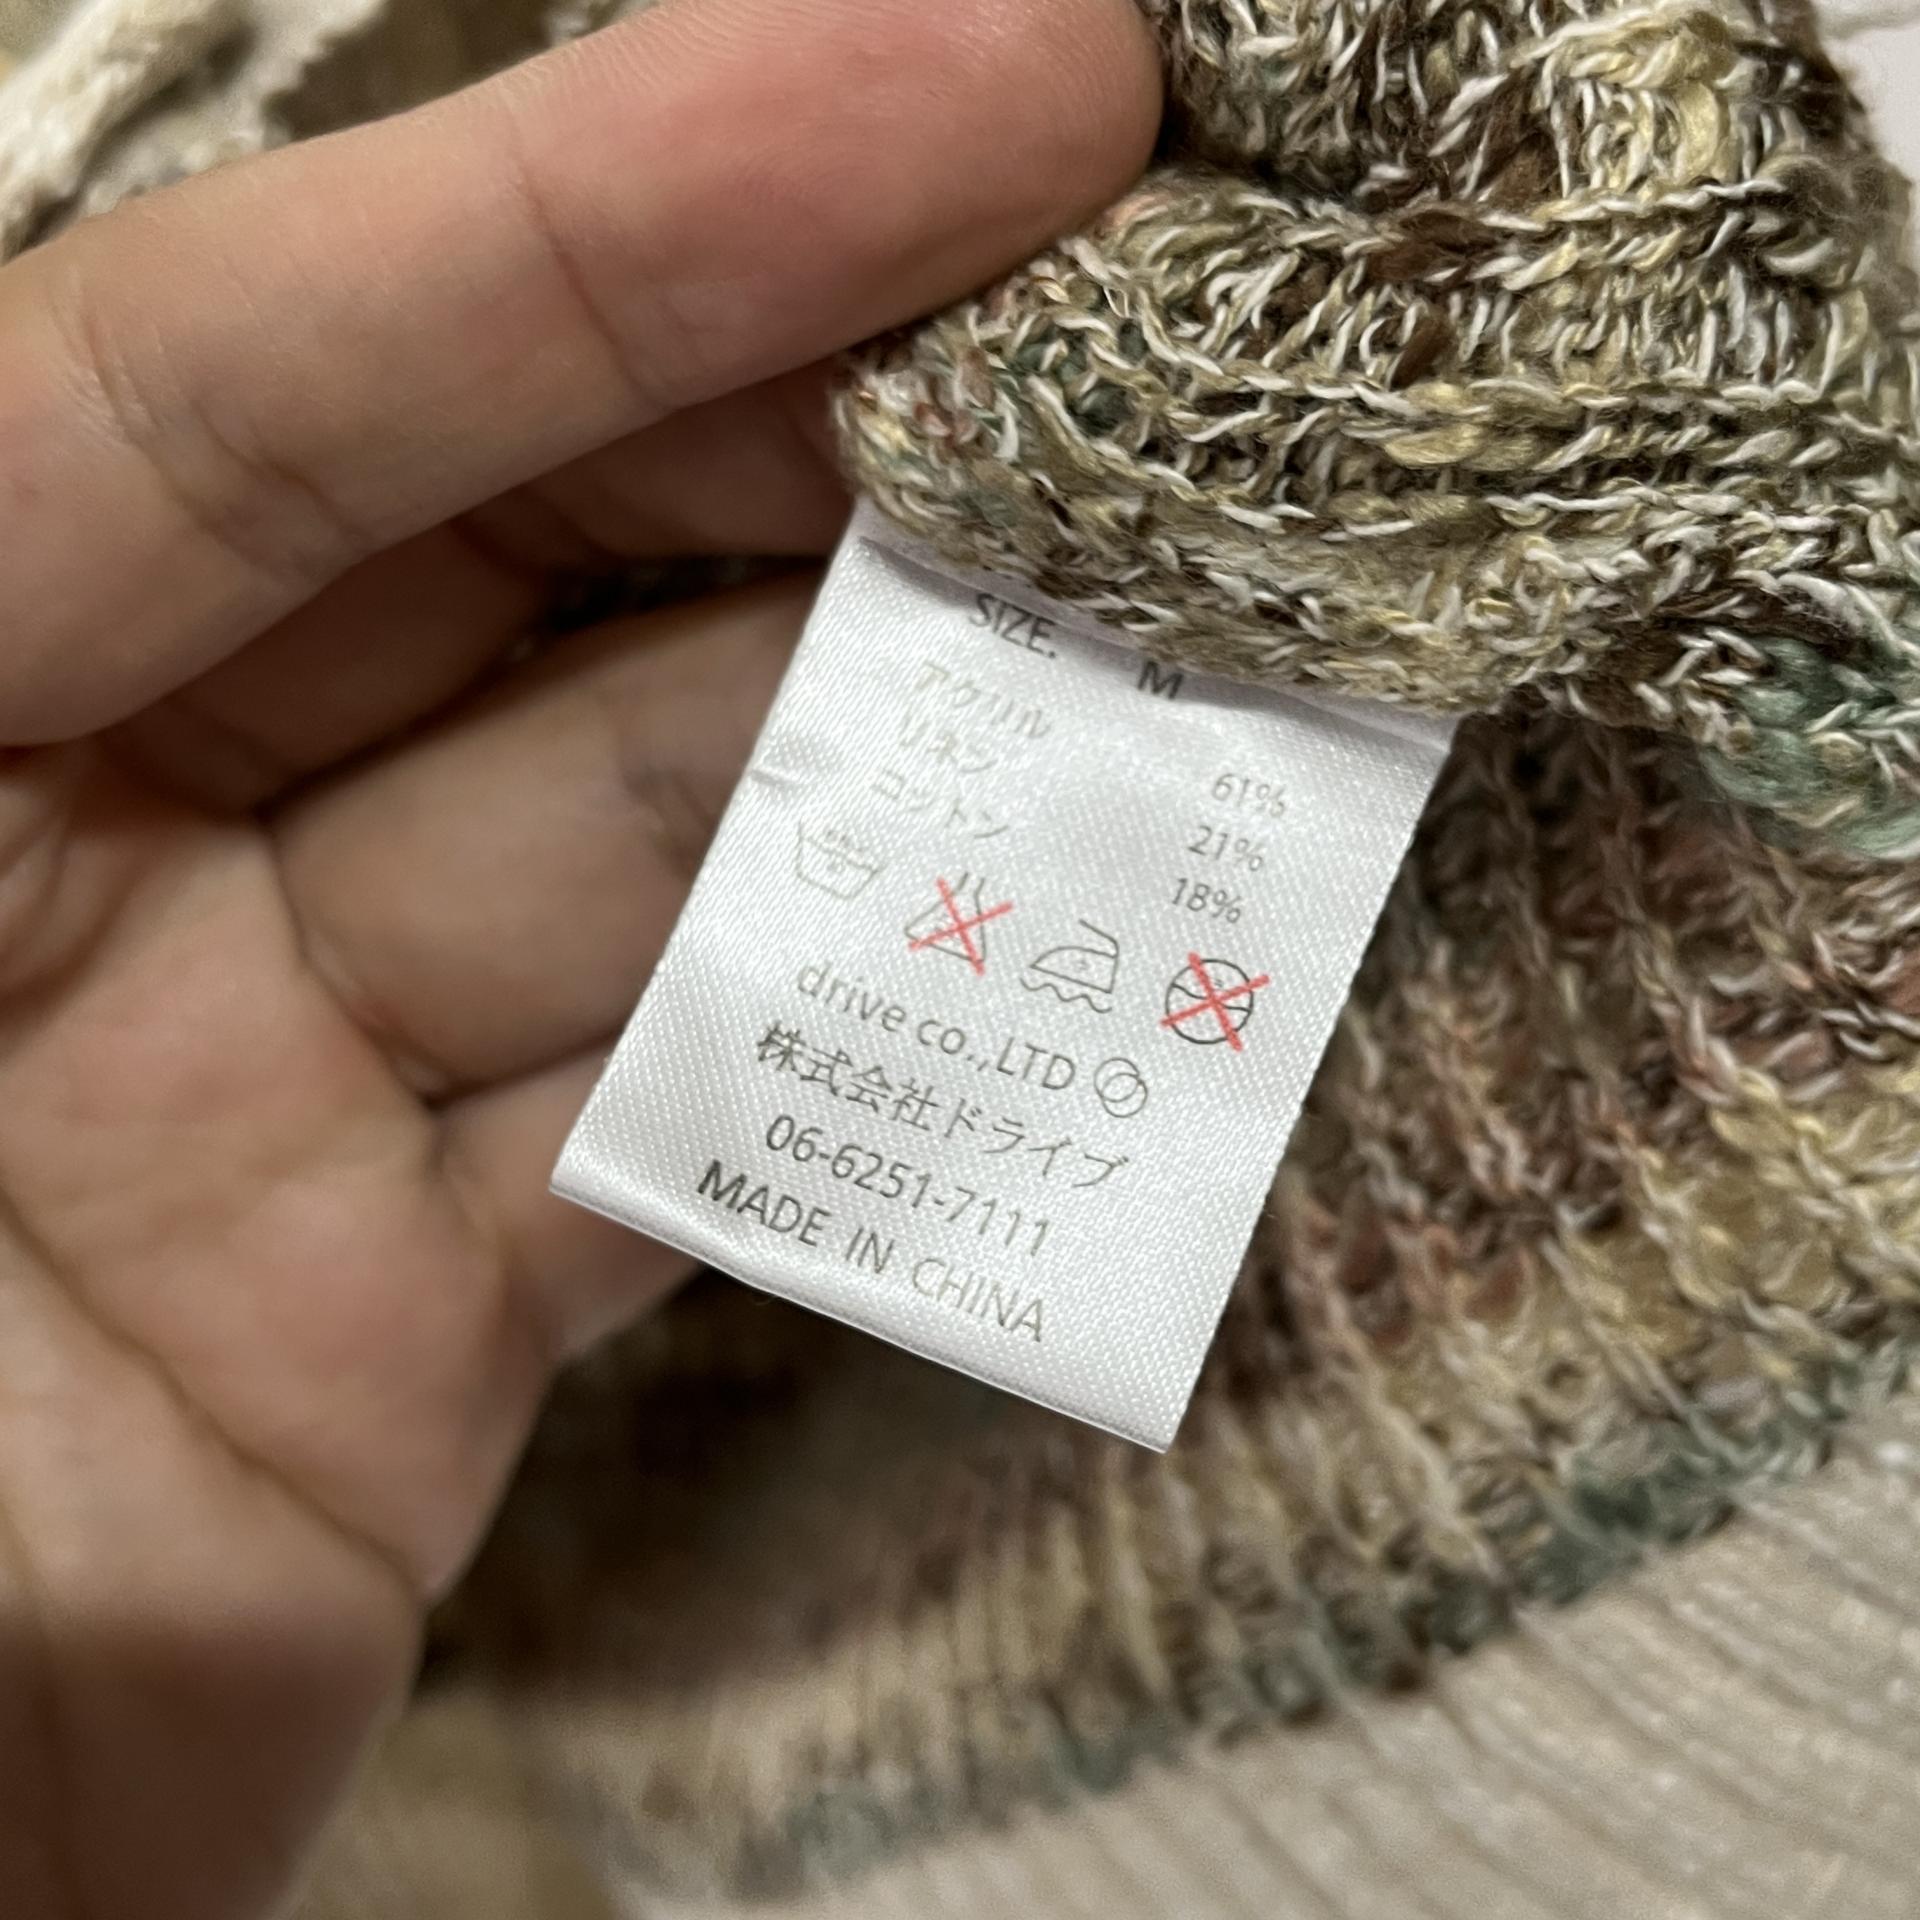 SIZE. M
アクリル 61%
リネン 21%
コットン 18%
drive co.,LTD
株式会社ドライブ
06-6251-7111
MADE IN CHINA